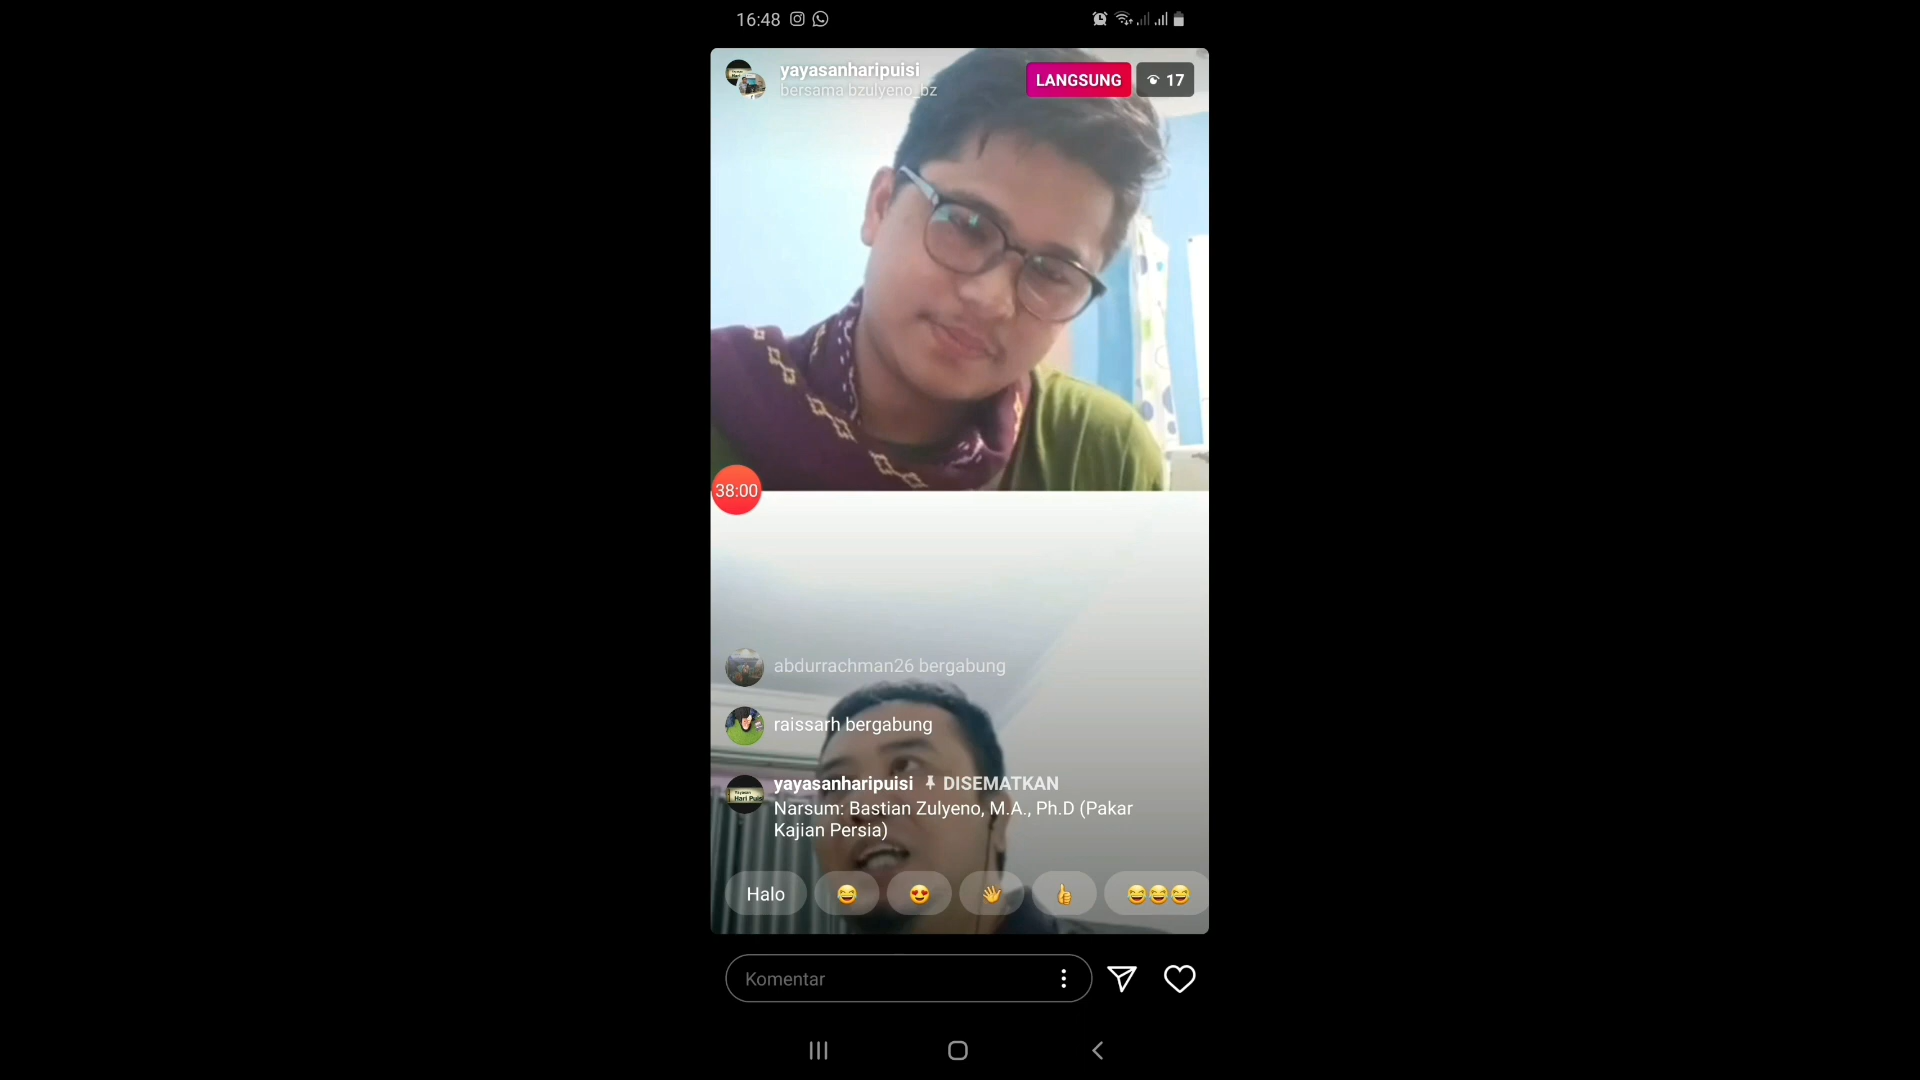 16:48
yayasanharipuisi
bersama bzulyeno_bz
LANGSUNG
17
38:00
abdurrachman26 bergabung
raissarh bergabung
yayasanharipuisi DISEMATKAN
Narsum: Bastian Zulyeno, M.A., Ph.D (Pakar
Kajian Persia)
Halo
Komentar